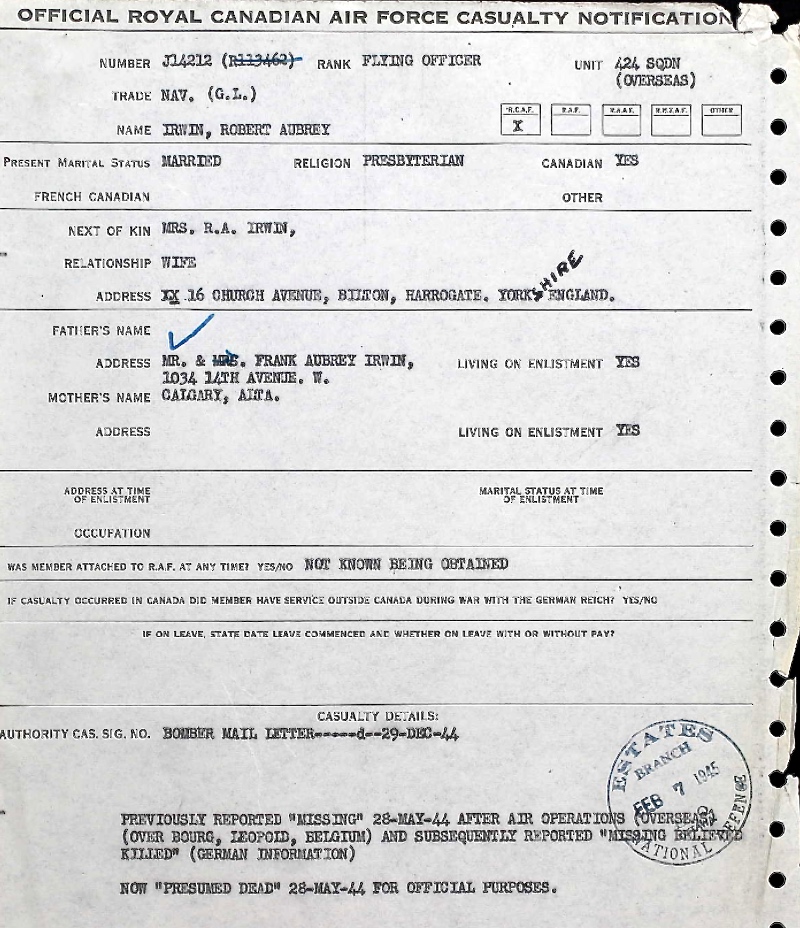 OFFICIAL ROYAL CANADIAN AIR FORCE CASUALTY NOTIFICATION
NUMBER J14212 (R113462) RANK FLYING OFFICER UNIT 424 SQDN
(OVERSEAS)
TRADE NAV. (G.L.)
R.C.A.F. R.A.F. R.A.A.F. R.N.Z.A.F. OTHER
X
NAME IRWIN, ROBERT AUBREY
PRESENT MARITAL STATUS MARRIED RELIGION PRESBYTERIAN CANADIAN YES
FRENCH CANADIAN OTHER
NEXT OF KIN MRS. R.A. IRWIN,
RELATIONSHIP WIFE
ADDRESS XX 16 CHURCH AVENUE, BILTON, HARROGATE. YORKSHIRE ENGLAND.
FATHER'S NAME
ADDRESS MR. & MRS. FRANK AUBREY IRWIN, LIVING ON ENLISTMENT YES
1034 14TH AVENUE. W.
MOTHER'S NAME CALGARY, ALTA.
ADDRESS LIVING ON ENLISTMENT YES
ADDRESS AT TIME OF ENLISTMENT MARITAL STATUS AT TIME OF ENLISTMENT
OCCUPATION
WAS MEMBER ATTACHED TO R.A.F. AT ANY TIME? YES/NO NOT KNOWN BEING OBTAINED
IF CASUALTY OCCURRED IN CANADA DID MEMBER HAVE SERVICE OUTSIDE CANADA DURING WAR WITH THE GERMAN REICH? YES/NO
IF ON LEAVE, STATE DATE LEAVE COMMENCED AND WHETHER ON LEAVE WITH OR WITHOUT PAY?
CASUALTY DETAILS:
AUTHORITY CAS. SIG. NO. BOMBER MAIL LETTER-----d--29-DEC-44
ESTATES
BRANCH
FEB 7 1945
NATIONAL DEFENCE
PREVIOUSLY REPORTED "MISSING" 28-MAY-44 AFTER AIR OPERATIONS (OVERSEAS)
(OVER BOURG, LEOPOLD, BELGIUM) AND SUBSEQUENTLY REPORTED "MISSING BELIEVED
KILLED" (GERMAN INFORMATION)
NOW "PRESUMED DEAD" 28-MAY-44 FOR OFFICIAL PURPOSES.